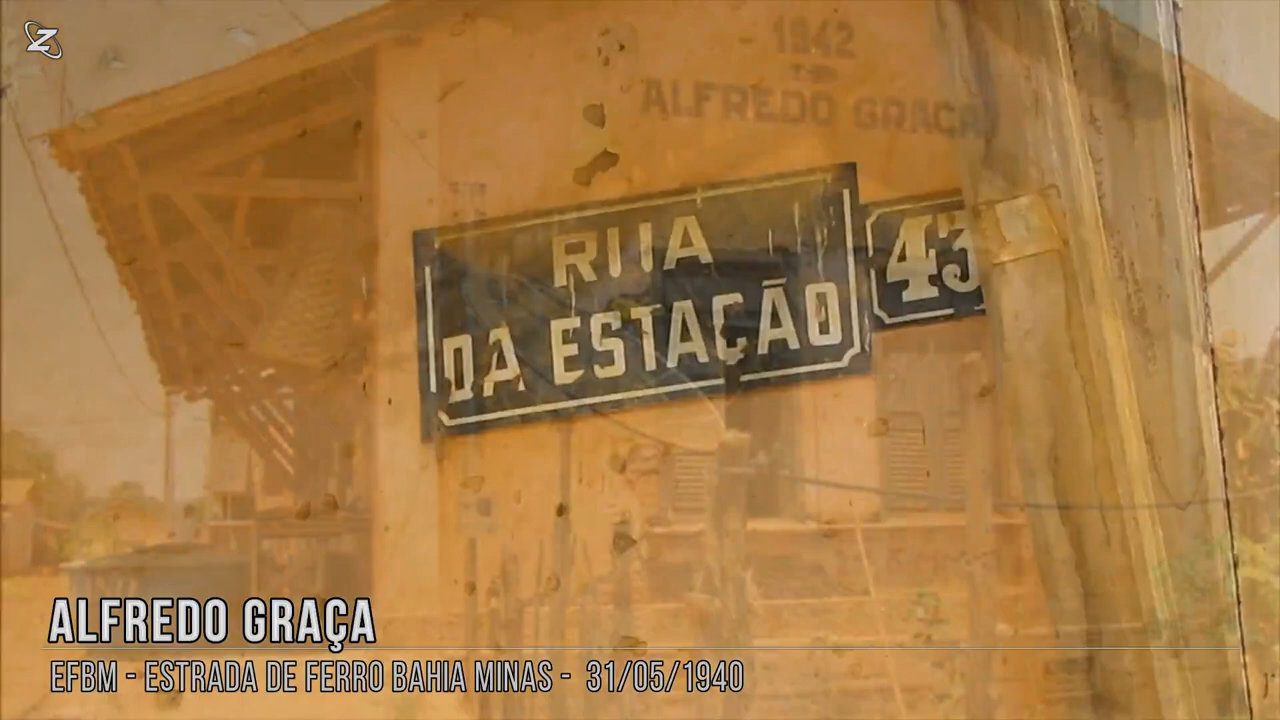 Z
1942
ALFREDO GRAÇA
RUA
DA ESTAÇÃO
43
ALFREDO GRAÇA
EFBM - ESTRADA DE FERRO BAHIA MINAS - 31/05/1940